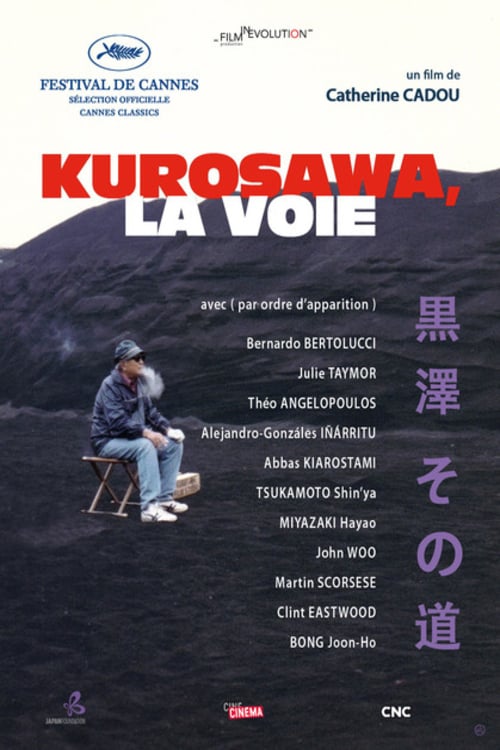 FILM IN EVOLUTION
production
FESTIVAL DE CANNES
SÉLECTION OFFICIELLE
CANNES CLASSICS
un film de
Catherine CADOU
KUROSAWA,
LA VOIE
avec ( par ordre d'apparition )
Bernardo BERTOLUCCI
Julie TAYMOR
Théo ANGELOPOULOS
Alejandro-Gonzáles IÑÁRRITU
Abbas KIAROSTAMI
TSUKAMOTO Shin'ya
MIYAZAKI Hayao
John WOO
Martin SCORSESE
Clint EASTWOOD
BONG Joon-Ho
黒澤その道
JAPANFOUNDATION
CINE
CINEMA
CNC